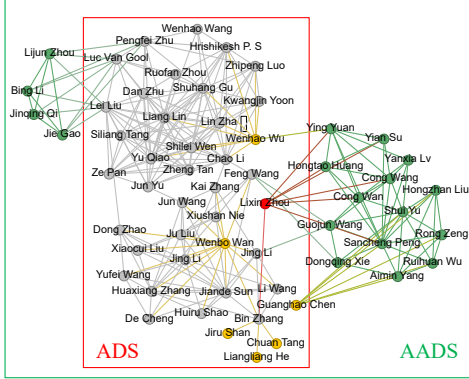 Wenhao Wang
Pengfei Zhu
Hrishikesh P. S
Lijun Zhou
Luc Van Gool
Zhipeng Luo
Ruofan Zhou
Bing Li
Dan Zhu
Shuhang Gu
Kwangjin Yoon
Lei Liu
Jinqing Qi
Liang Lin
Lin Zha
Ying Yuan
Jie Gao
Siliang Tang
Wenhao Wu
Yian Su
Shilei Wen
Yu Qiao
Chao Li
Hongtao Huang
Yanxia Lv
Ze Pan
Zheng Tan
Feng Wang
Cong Wang
Jun Yu
Kai Zhang
Hongzhan Liu
Jun Wang
Lixin Zhou
Cong Wan
Xiushan Nie
Shui Yu
Dong Zhao
Ju Liu
Guojun Wang
Rong Zeng
Xiaocui Liu
Wenbo Wan
Sancheng Peng
Jing Li
Jing Li
Dongqing Xie
Ruihuan Wu
Yufei Wang
Aimin Yang
Huaxiang Zhang
Jiande Sun
Li Wang
Guanghao Chen
De Cheng
Huiru Shao
Bin Zhang
Jiru Shan
Chuan Tang
ADS
Liangliang He
AADS